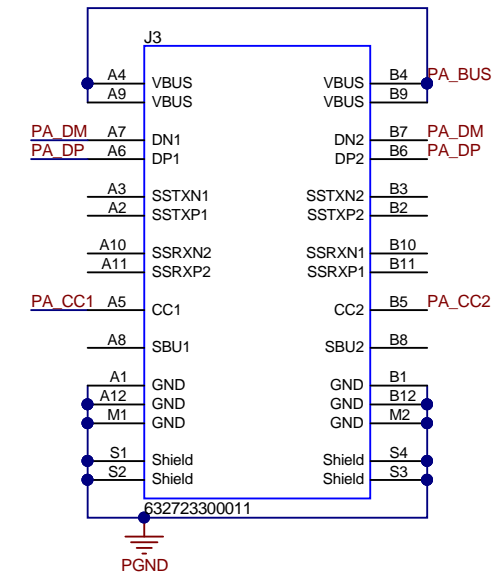 J3
A4 VBUS VBUS B4 PA_BUS
A9 VBUS VBUS B9
PA_DM A7 DN1 DN2 B7 PA_DM
PA_DP A6 DP1 DP2 B6 PA_DP
A3 SSTXN1 SSTXN2 B3
A2 SSTXP1 SSTXP2 B2
A10 SSRXN2 SSRXN1 B10
A11 SSRXP2 SSRXP1 B11
PA_CC1 A5 CC1 CC2 B5 PA_CC2
A8 SBU1 SBU2 B8
A1 GND GND B1
A12 GND GND B12
M1 GND GND M2
S1 Shield Shield S4
S2 Shield Shield S3
632723300011
PGND